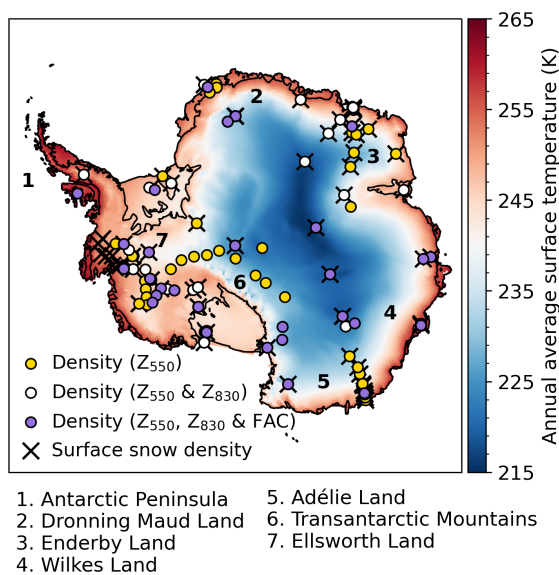 265
255
245
235
225
215
Annual average surface temperature (K)
1
2
3
4
5
6
7
Density (Z₅₅₀)
Density (Z₅₅₀ & Z₈₃₀)
Density (Z₅₅₀, Z₈₃₀ & FAC)
Surface snow density
1. Antarctic Peninsula
2. Dronning Maud Land
3. Enderby Land
4. Wilkes Land
5. Adélie Land
6. Transantarctic Mountains
7. Ellsworth Land